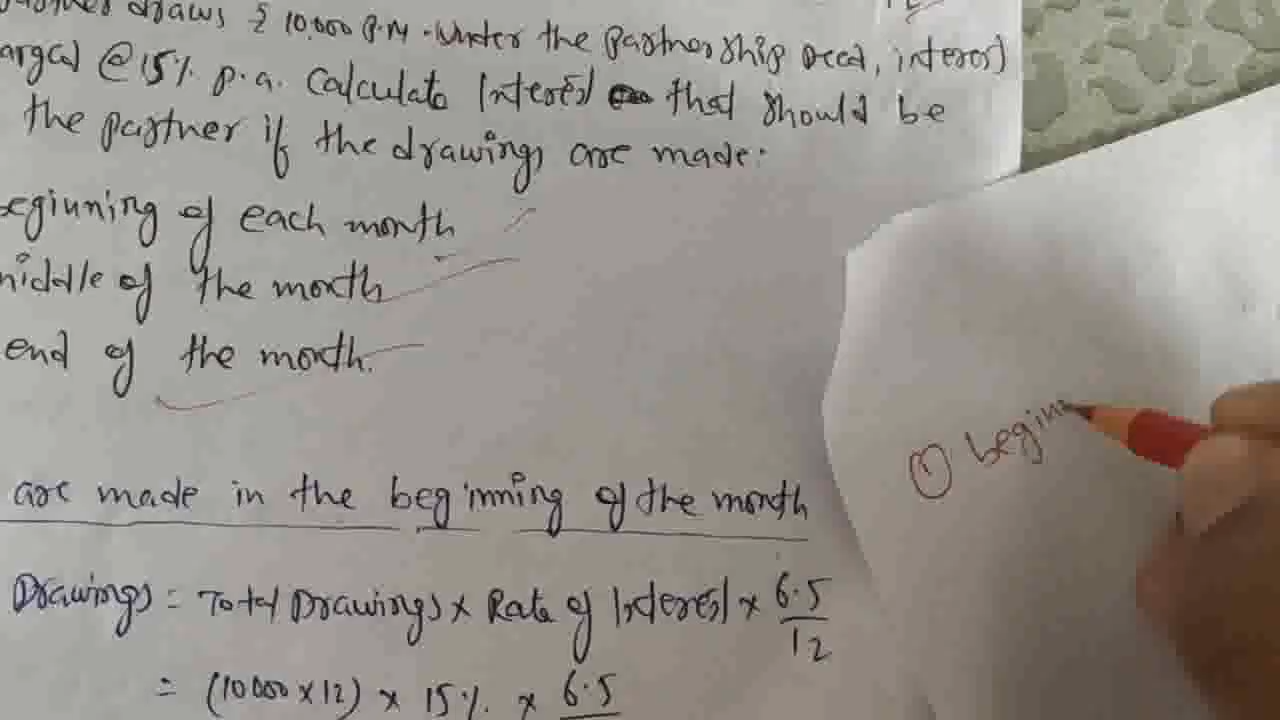 draws ₹ 10,000 P.M. Under the partnership Deed, interest
@ 15% p.a. Calculate Interest that should be
the partner if the drawings are made:
beginning of each month
middle of the month
end of the month.
① begin
are made in the beginning of the month
Drawings = Total Drawings × Rate of Interest × 6.5/12
= (10000 × 12) × 15% × 6.5